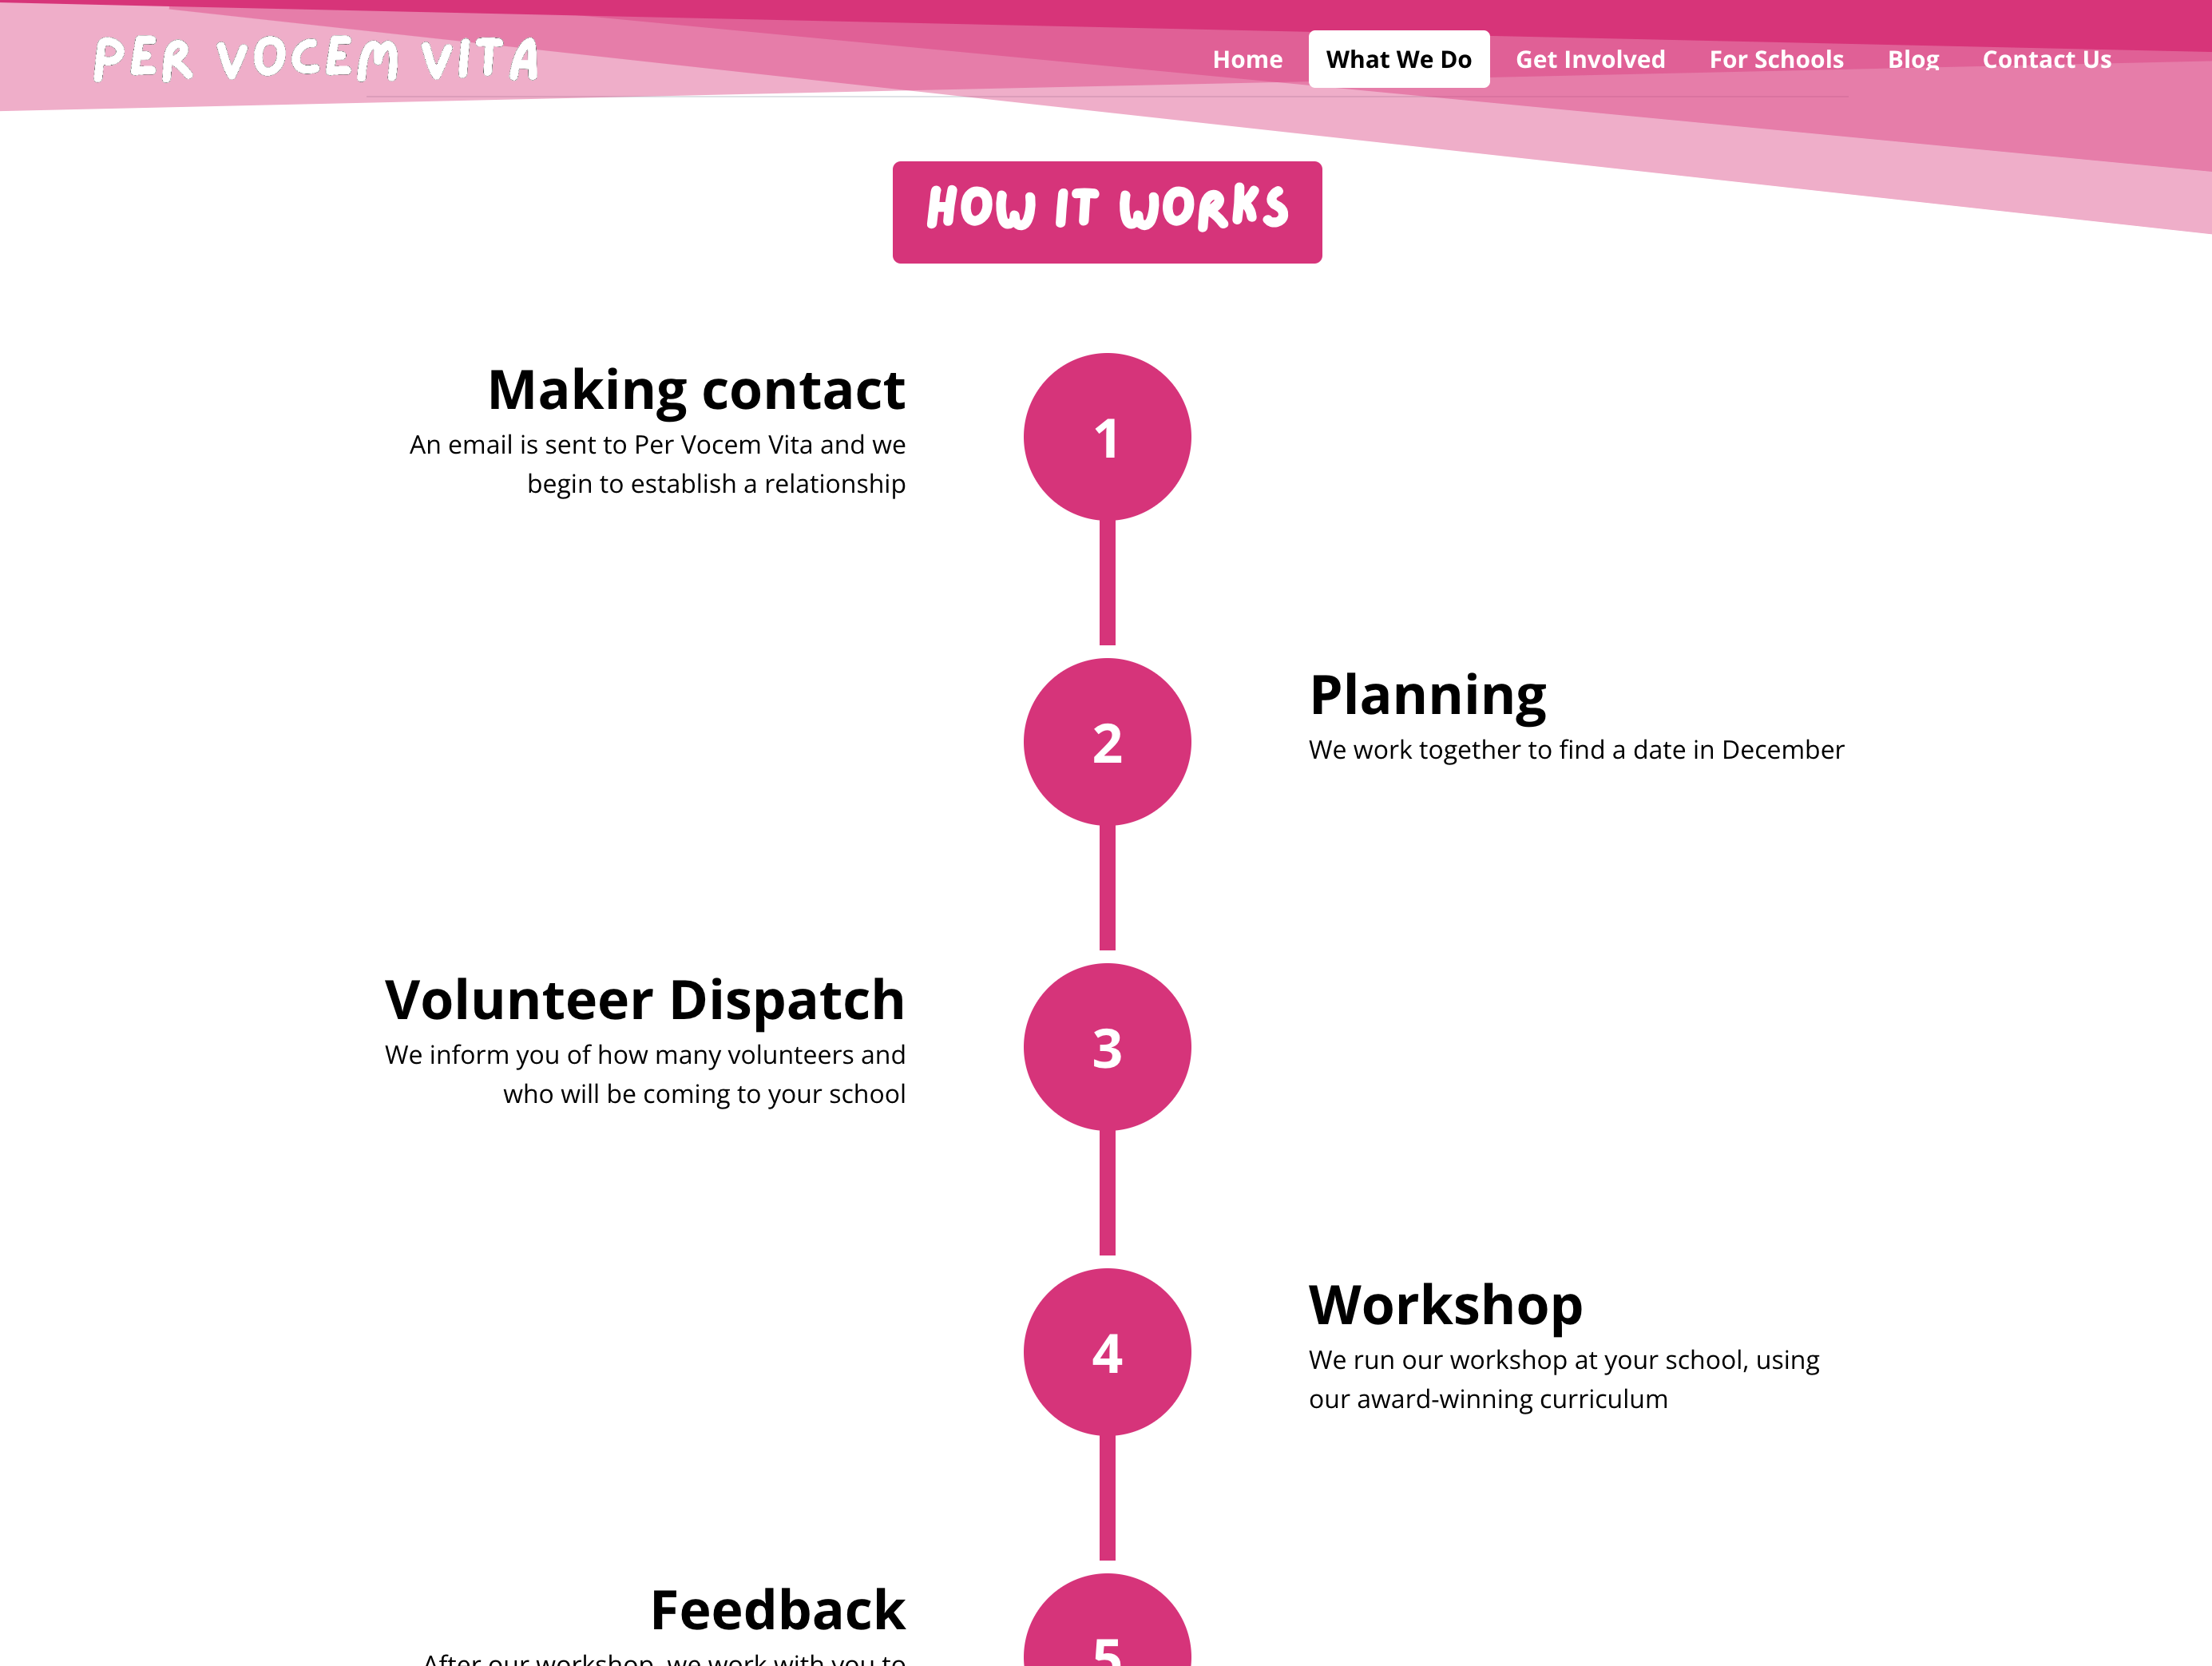 PER VOCEM VITA
Home What We Do Get Involved For Schools Blog Contact Us
HOW IT WORKS
Making contact
An email is sent to Per Vocem Vita and we
begin to establish a relationship
1
2
Planning
We work together to find a date in December
Volunteer Dispatch
We inform you of how many volunteers and
who will be coming to your school
3
4
Workshop
We run our workshop at your school, using
our award-winning curriculum
Feedback
After our workshop, we work with you to
5